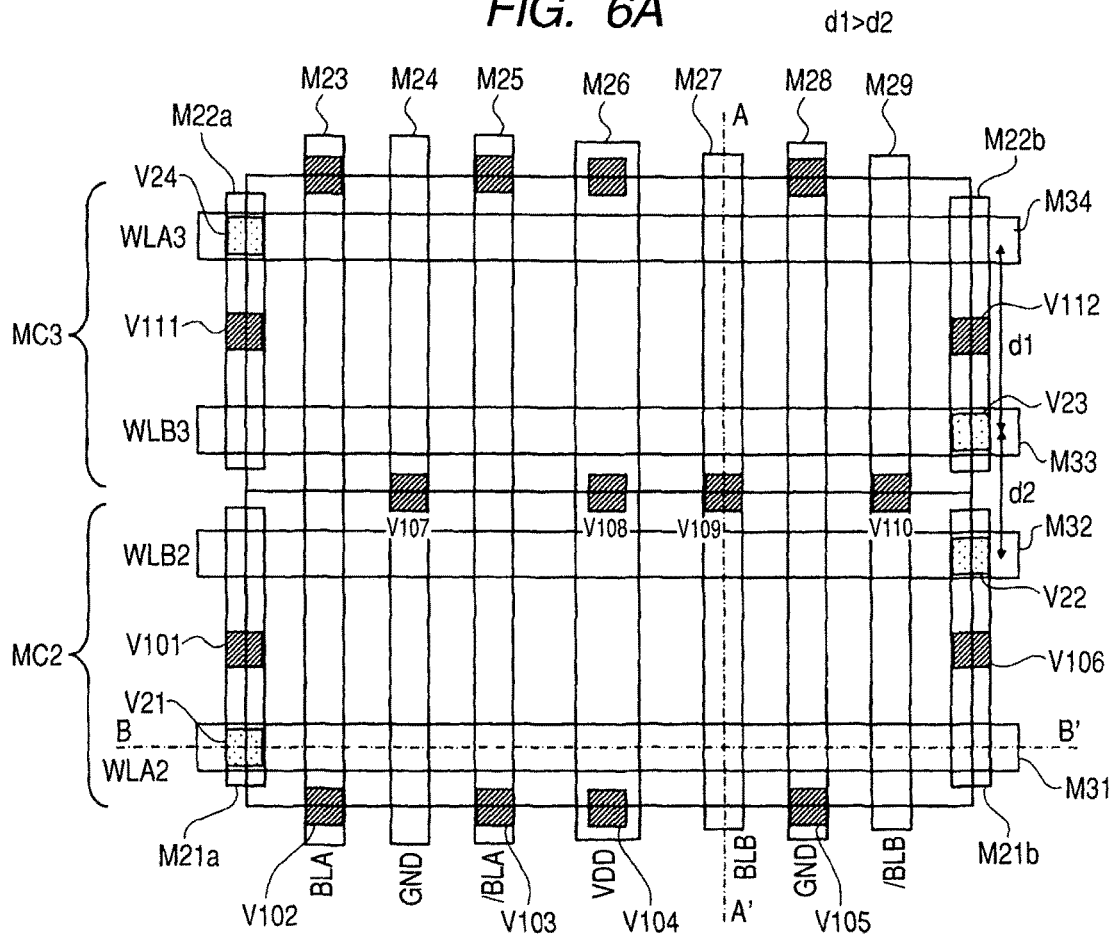 FIG. 6A
d1>d2
M23
M24
M25
M26
M27
M28
M29
A
M22a
M22b
V24
M34
WLA3
MC3
V111
V112
d1
V23
WLB3
M33
d2
V107
V108
V109
V110
M32
WLB2
V22
MC2
V101
V106
V21
B
B'
WLA2
M31
M21a
BLA
GND
/BLA
VDD
BLB
GND
/BLB
M21b
V102
V103
V104
A'
V105